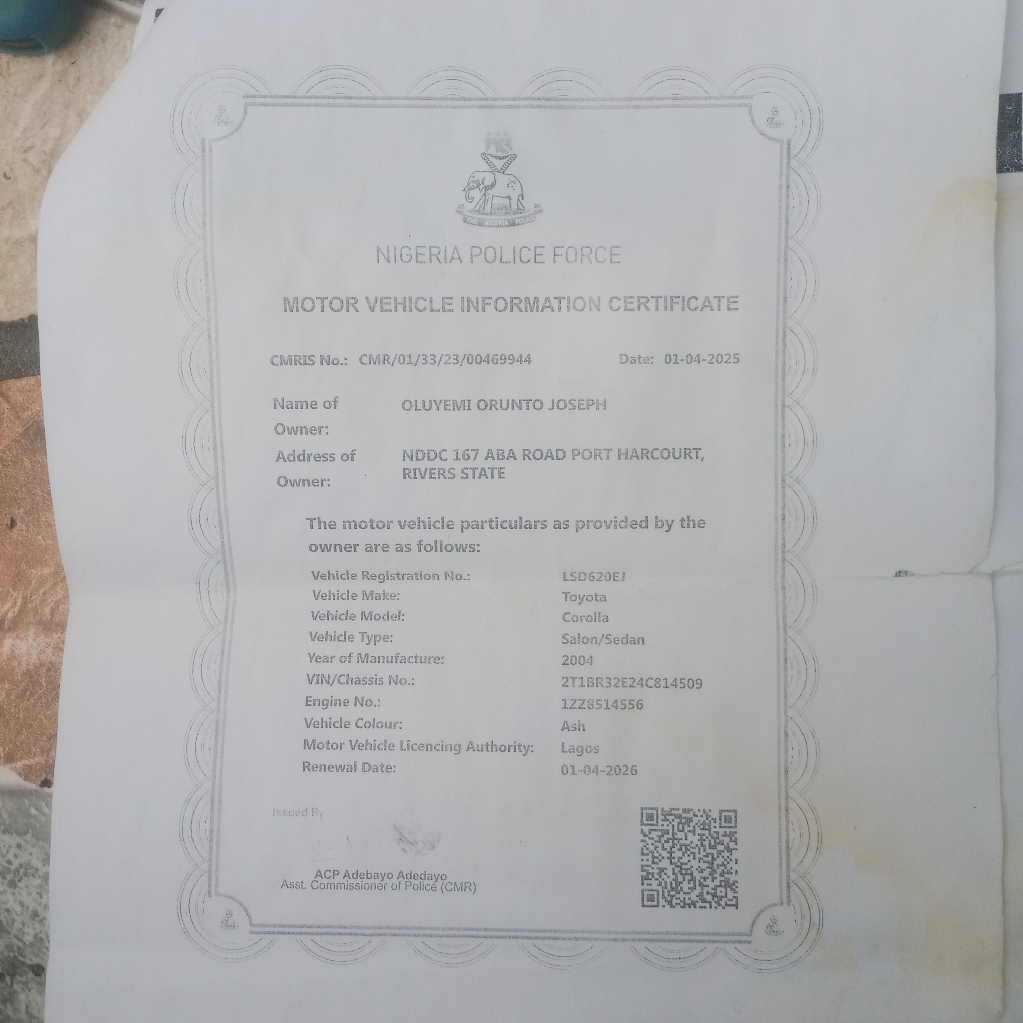 NIGERIA POLICE FORCE
MOTOR VEHICLE INFORMATION CERTIFICATE
CMRIS No.: CMR/01/33/23/00469944 Date: 01-04-2025
Name of Owner: OLUYEMI ORUNTO JOSEPH
Address of Owner: NDDC 167 ABA ROAD PORT HARCOURT,
RIVERS STATE
The motor vehicle particulars as provided by the
owner are as follows:
Vehicle Registration No.: LSD620EJ
Vehicle Make: Toyota
Vehicle Model: Corolla
Vehicle Type: Salon/Sedan
Year of Manufacture: 2004
VIN/Chassis No.: 2T1BR32E24C814509
Engine No.: 1ZZ8514556
Vehicle Colour: Ash
Motor Vehicle Licencing Authority: Lagos
Renewal Date: 01-04-2026
Issued By:
ACP Adebayo Adedayo
Asst. Commissioner of Police (CMR)